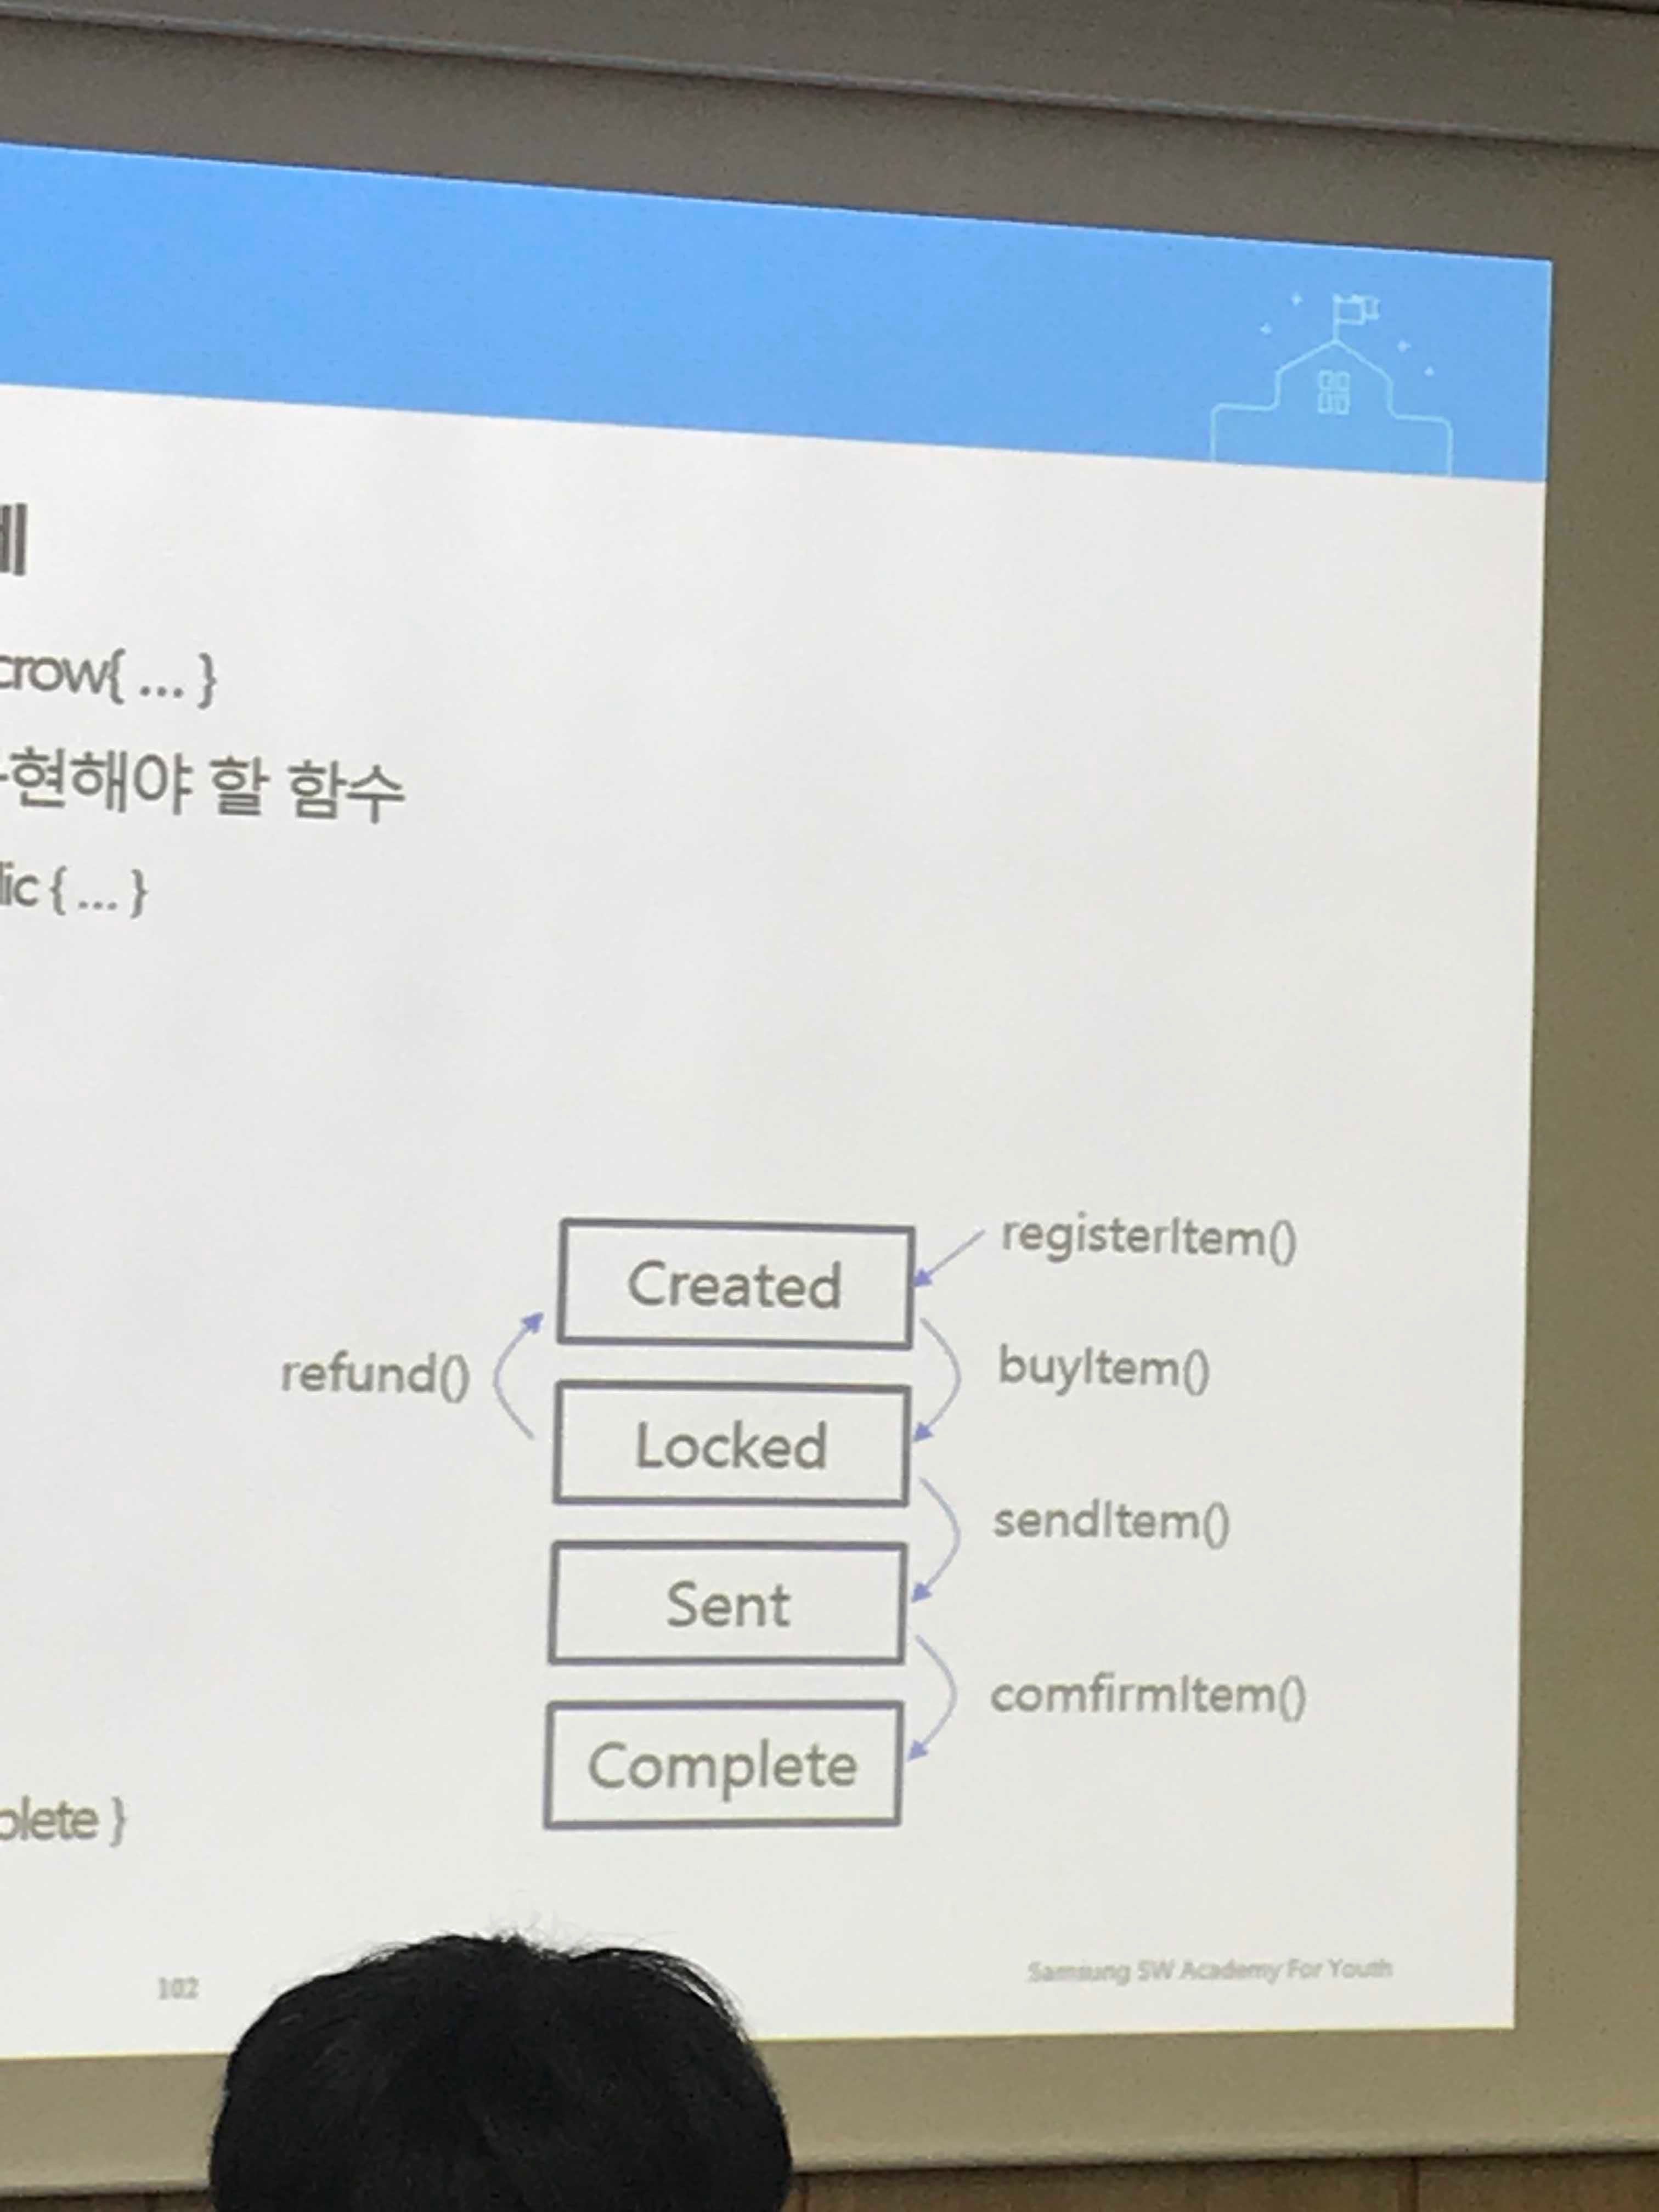 crow{ ... }
현해야 할 함수
lic { ... }
registerItem()
Created
buyItem()
refund()
Locked
sendItem()
Sent
comfirmItem()
Complete
plete }
102
Samsung SW Academy For Youth